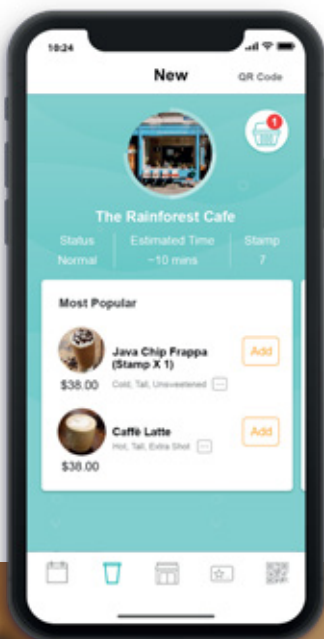 10:24
New
QR Code
1
The Rainforest Cafe
Status
Estimated Time
Stamp
Normal
~10 mins
7
Most Popular
Java Chip Frappa
(Stamp X 1)
Add
$38.00
Cold, Tall, Unsweetened
Caffè Latte
Add
Hot, Tall, Extra Shot
$38.00